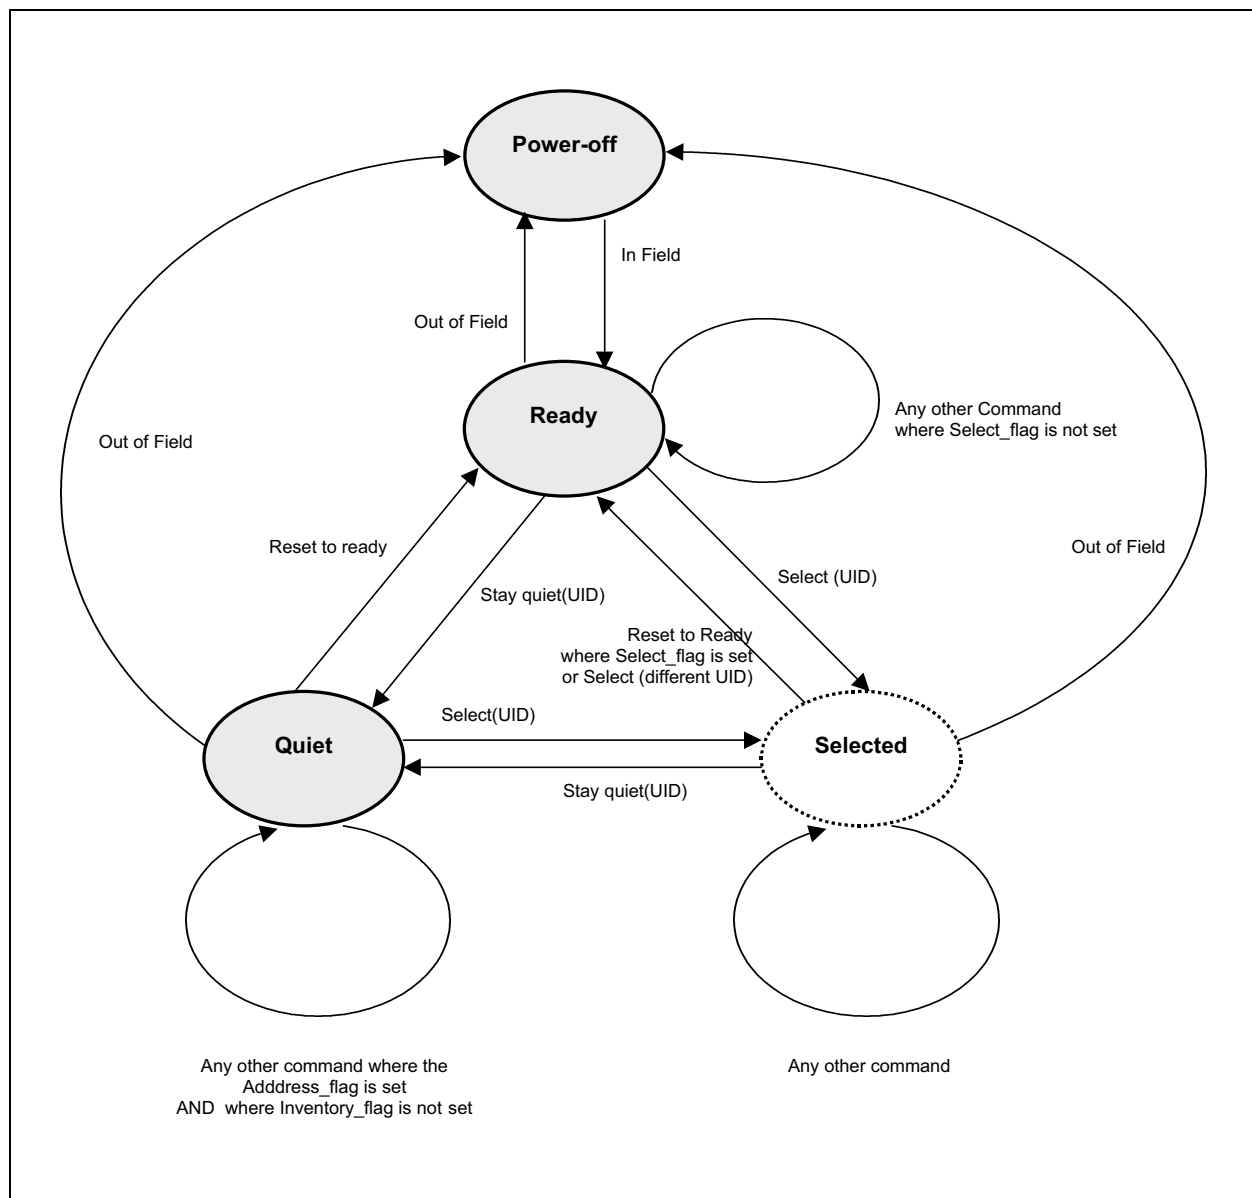 Power-off
In Field
Out of Field
Ready
Any other Command
where Select_flag is not set
Out of Field
Reset to ready
Out of Field
Select (UID)
Stay quiet(UID)
Reset to Ready
where Select_flag is set
or Select (different UID)
Select(UID)
Quiet
Selected
Stay quiet(UID)
Any other command where the
Adddress_flag is set
AND where Inventory_flag is not set
Any other command